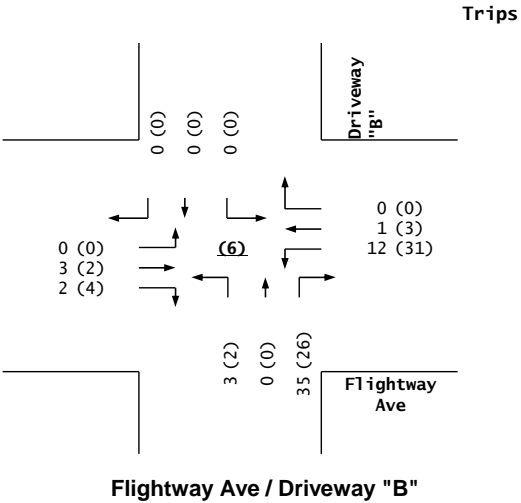 Trips
Driveway
"B"
0 (0)
0 (0)
0 (0)
0 (0)
1 (3)
12 (31)
(6)
0 (0)
3 (2)
2 (4)
3 (2)
0 (0)
35 (26)
Flightway
Ave
Flightway Ave / Driveway "B"